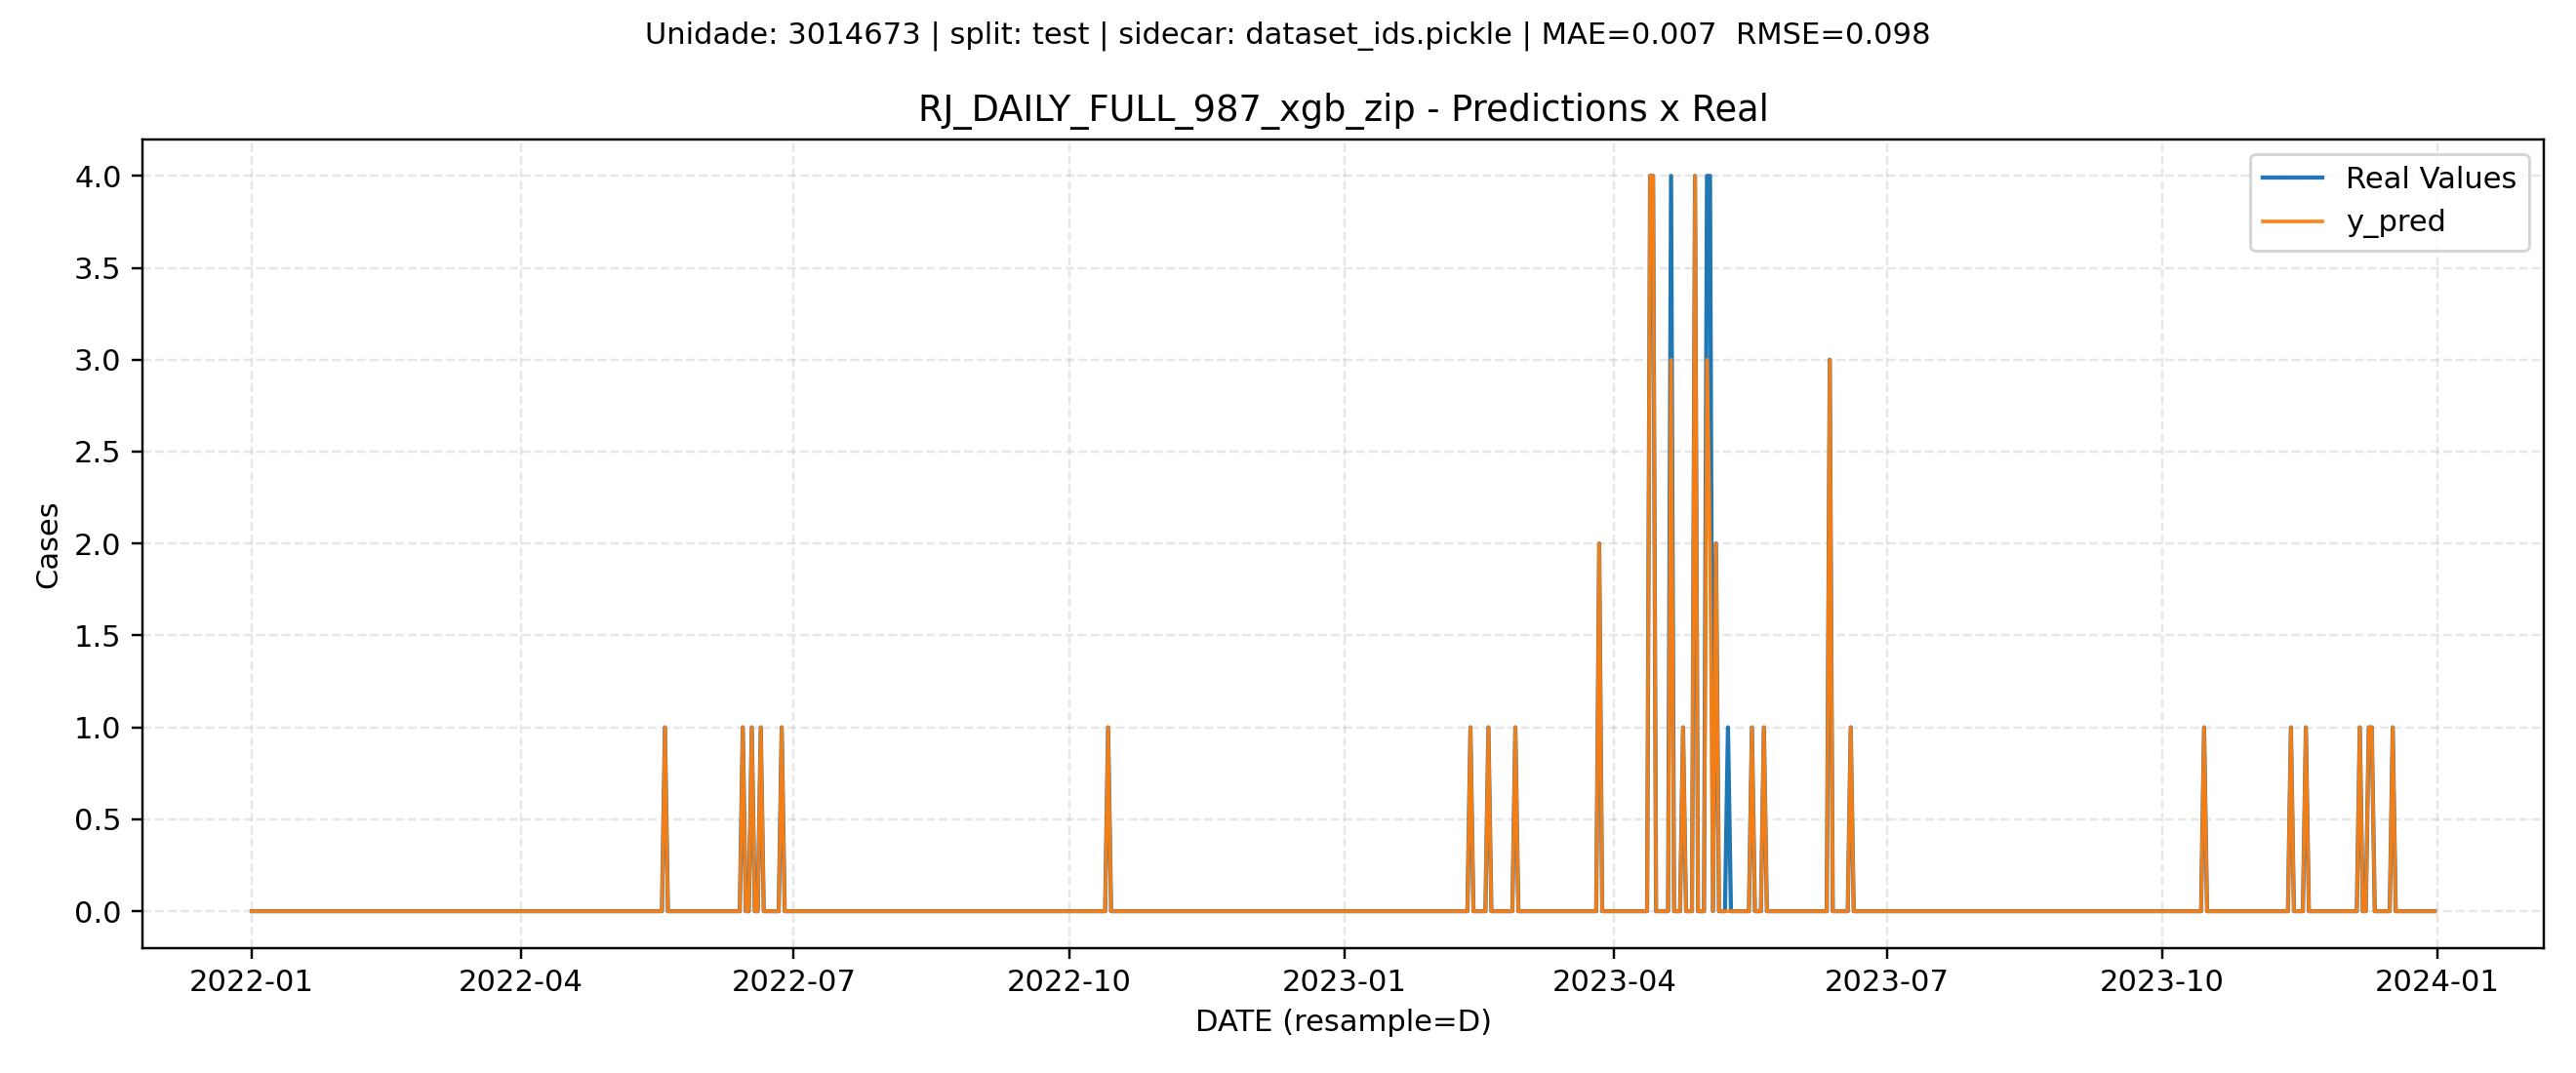 Unidade: 3014673 | split: test | sidecar: dataset_ids.pickle | MAE=0.007  RMSE=0.098
RJ_DAILY_FULL_987_xgb_zip - Predictions x Real
Real Values
y_pred
4.0
3.5
3.0
2.5
2.0
1.5
1.0
0.5
0.0
Cases
2022-01 2022-04 2022-07 2022-10 2023-01 2023-04 2023-07 2023-10 2024-01
DATE (resample=D)